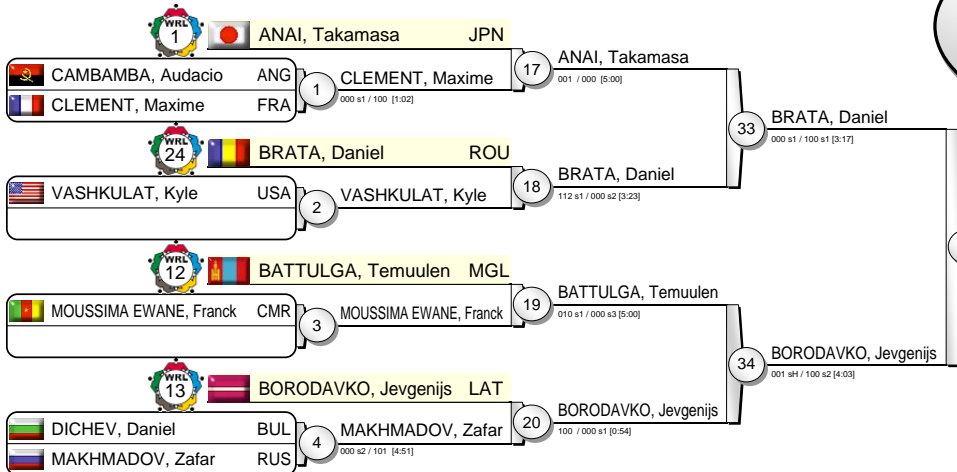 WRL
1
ANAI, Takamasa JPN
CAMBAMBA, Audacio ANG
CLEMENT, Maxime FRA
1
CLEMENT, Maxime
000 s1 / 100 [1:02]
17
ANAI, Takamasa
001 / 000 [5:00]
WRL
24
BRATA, Daniel ROU
VASHKULAT, Kyle USA
2
VASHKULAT, Kyle
18
BRATA, Daniel
112 s1 / 000 s2 [3:23]
33
BRATA, Daniel
000 s1 / 100 s1 [3:17]
WRL
12
BATTULGA, Temuulen MGL
MOUSSIMA EWANE, Franck CMR
3
MOUSSIMA EWANE, Franck
19
BATTULGA, Temuulen
010 s1 / 000 s3 [5:00]
WRL
13
BORODAVKO, Jevgenijs LAT
DICHEV, Daniel BUL
MAKHMADOV, Zafar RUS
4
MAKHMADOV, Zafar
000 s2 / 101 [4:51]
20
BORODAVKO, Jevgenijs
100 / 000 s1 [0:54]
34
BORODAVKO, Jevgenijs
001 sH / 100 s2 [4:03]